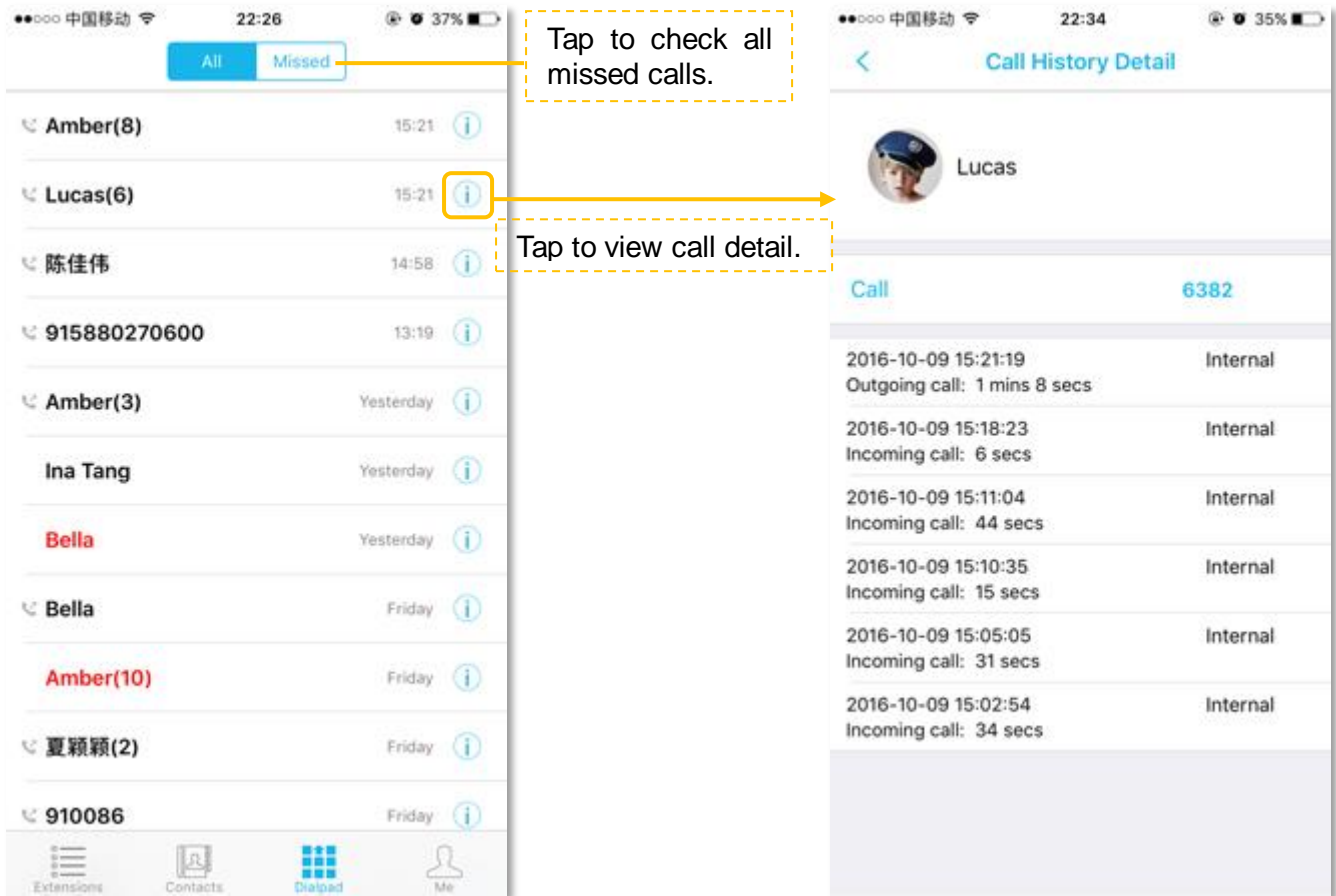 中国移动 22:26 37%
All Missed
Amber(8) 15:21
Lucas(6) 15:21
陈佳伟 14:58
915880270600 13:19
Amber(3) Yesterday
Ina Tang Yesterday
Bella Yesterday
Bella Friday
Amber(10) Friday
夏颖颖(2) Friday
910086 Friday
Extensions Contacts Dialpad Me
Tap to check all
missed calls.
Tap to view call detail.
中国移动 22:34 35%
Call History Detail
Lucas
Call 6382
2016-10-09 15:21:19 Internal
Outgoing call: 1 mins 8 secs
2016-10-09 15:18:23 Internal
Incoming call: 6 secs
2016-10-09 15:11:04 Internal
Incoming call: 44 secs
2016-10-09 15:10:35 Internal
Incoming call: 15 secs
2016-10-09 15:05:05 Internal
Incoming call: 31 secs
2016-10-09 15:02:54 Internal
Incoming call: 34 secs